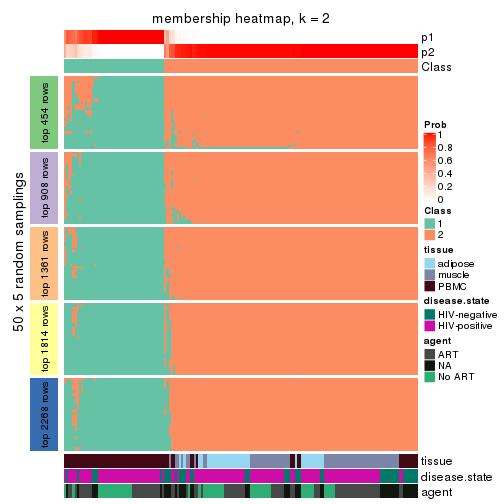 membership heatmap, k = 2
p1
p2
Class
50 x 5 random samplings
top 454 rows
top 908 rows
top 1361 rows
top 1814 rows
top 2268 rows
tissue
disease.state
agent
Prob
1
0.8
0.6
0.4
0.2
0
Class
1
2
tissue
adipose
muscle
PBMC
disease.state
HIV-negative
HIV-positive
agent
ART
NA
No ART